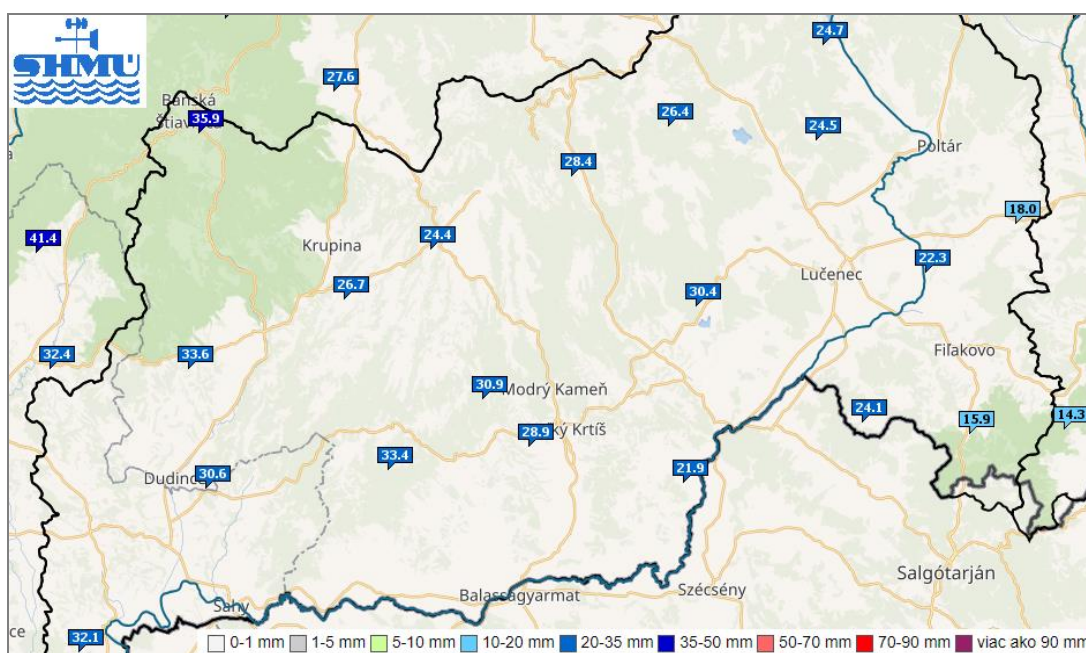 SHMÚ
24.7
27.6
Banská
Štiavnica
35.9
26.4
24.5
Poltár
28.4
18.0
41.4
Krupina
24.4
22.3
Lučenec
26.7
30.4
32.4
33.6
Fiľakovo
30.9
Modrý Kameň
24.1
15.9
14.3
28.9
ký Krtíš
33.4
21.9
Dudince
30.6
Salgótarján
Szécsény
Balassagyarmat
Šahy
32.1
0-1 mm 1-5 mm 5-10 mm 10-20 mm 20-35 mm 35-50 mm 50-70 mm 70-90 mm viac ako 90 mm